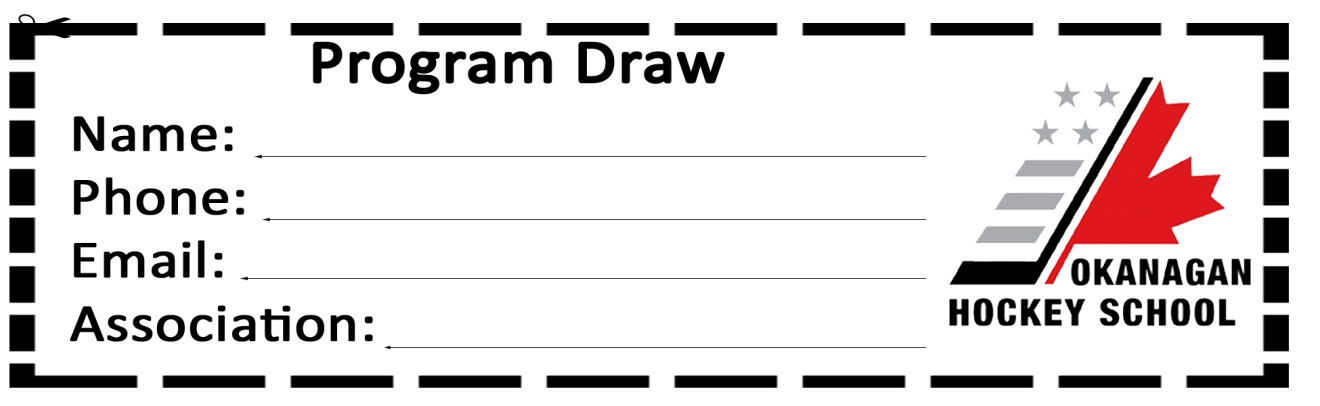 Program Draw
Name:
Phone:
Email:
Association:
OKANAGAN
HOCKEY SCHOOL